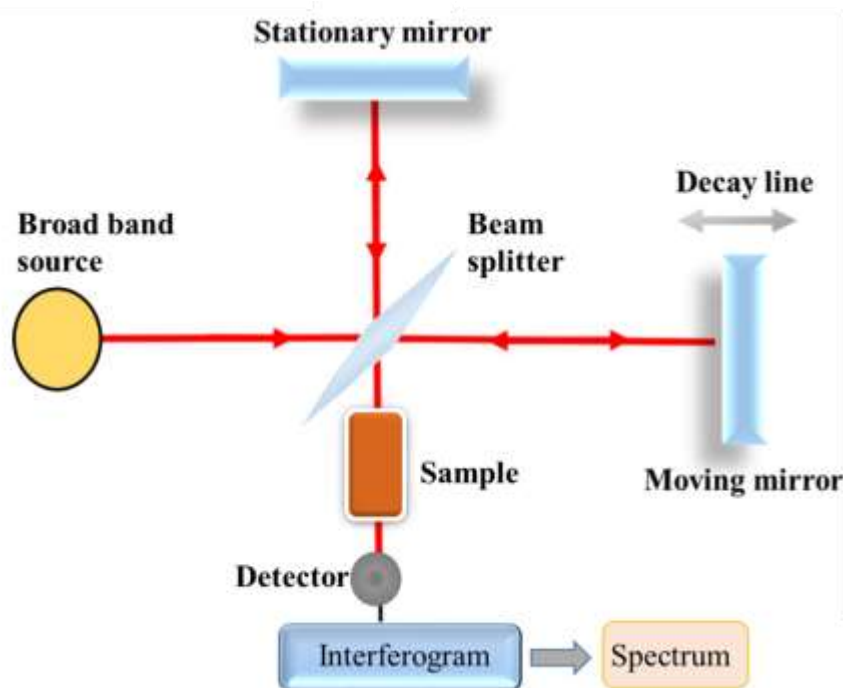 Stationary mirror
Decay line
Broad band
source
Beam
splitter
Sample
Moving mirror
Detector
Interferogram
Spectrum